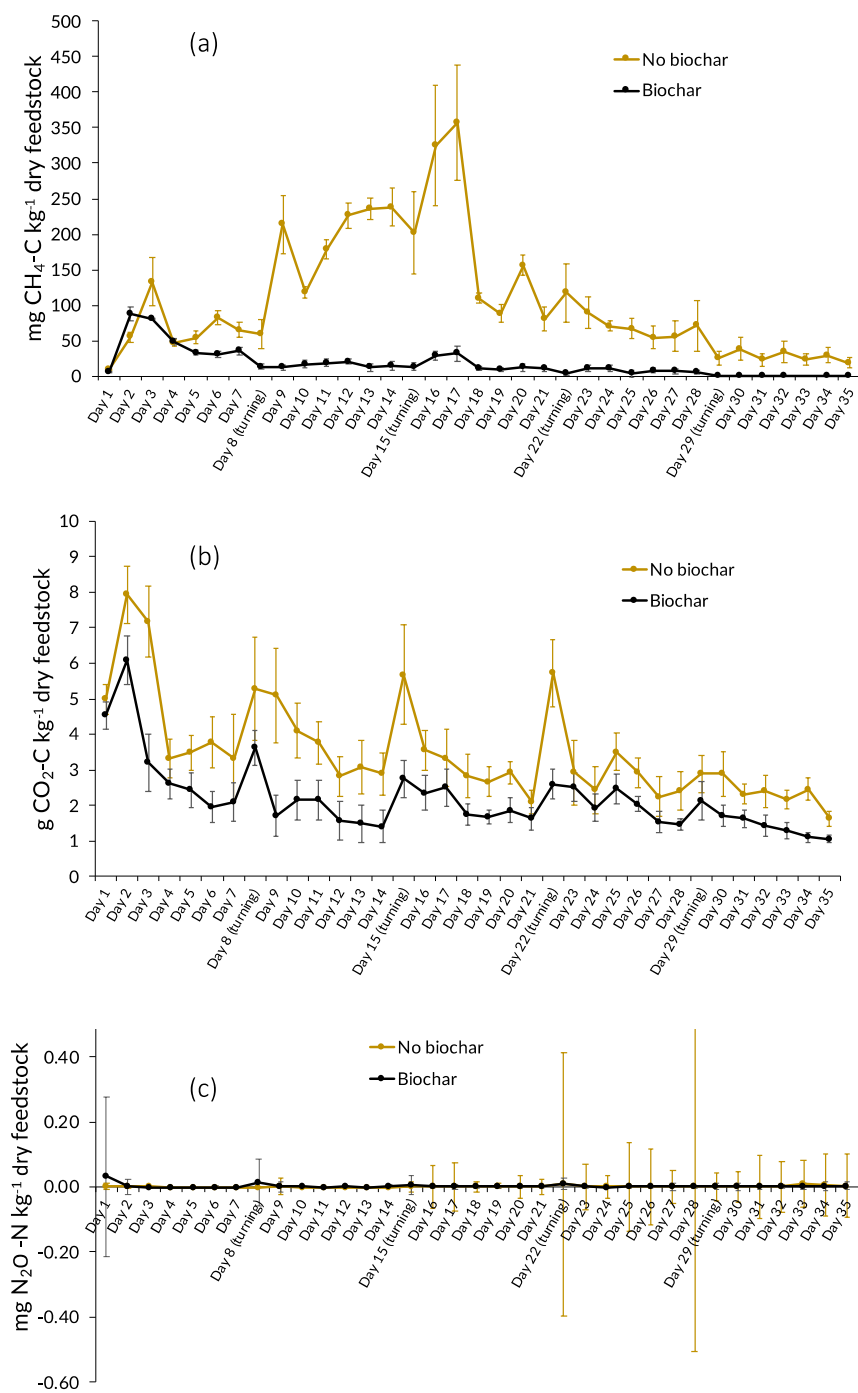 (a)
mg CH₄-C kg⁻¹ dry feedstock
500
450
400
350
300
250
200
150
100
50
0
No biochar
Biochar
Day 1
Day 2
Day 3
Day 4
Day 5
Day 6
Day 7
Day 8 (turning)
Day 9
Day 10
Day 11
Day 12
Day 13
Day 14
Day 15 (turning)
Day 16
Day 17
Day 18
Day 19
Day 20
Day 21
Day 22 (turning)
Day 23
Day 24
Day 25
Day 26
Day 27
Day 28
Day 29 (turning)
Day 30
Day 31
Day 32
Day 33
Day 34
Day 35
(b)
g CO₂-C kg⁻¹ dry feedstock
10
9
8
7
6
5
4
3
2
1
0
No biochar
Biochar
Day 1
Day 2
Day 3
Day 4
Day 5
Day 6
Day 7
Day 8 (turning)
Day 9
Day 10
Day 11
Day 12
Day 13
Day 14
Day 15 (turning)
Day 16
Day 17
Day 18
Day 19
Day 20
Day 21
Day 22 (turning)
Day 23
Day 24
Day 25
Day 26
Day 27
Day 28
Day 29 (turning)
Day 30
Day 31
Day 32
Day 33
Day 34
Day 35
(c)
mg N₂O -N kg⁻¹ dry feedstock
0.40
0.20
0.00
-0.20
-0.40
-0.60
No biochar
Biochar
Day 1
Day 2
Day 3
Day 4
Day 5
Day 6
Day 7
Day 8 (turning)
Day 9
Day 10
Day 11
Day 12
Day 13
Day 14
Day 15 (turning)
Day 16
Day 17
Day 18
Day 19
Day 20
Day 21
Day 22 (turning)
Day 23
Day 24
Day 25
Day 26
Day 27
Day 28
Day 29 (turning)
Day 30
Day 31
Day 32
Day 33
Day 34
Day 35